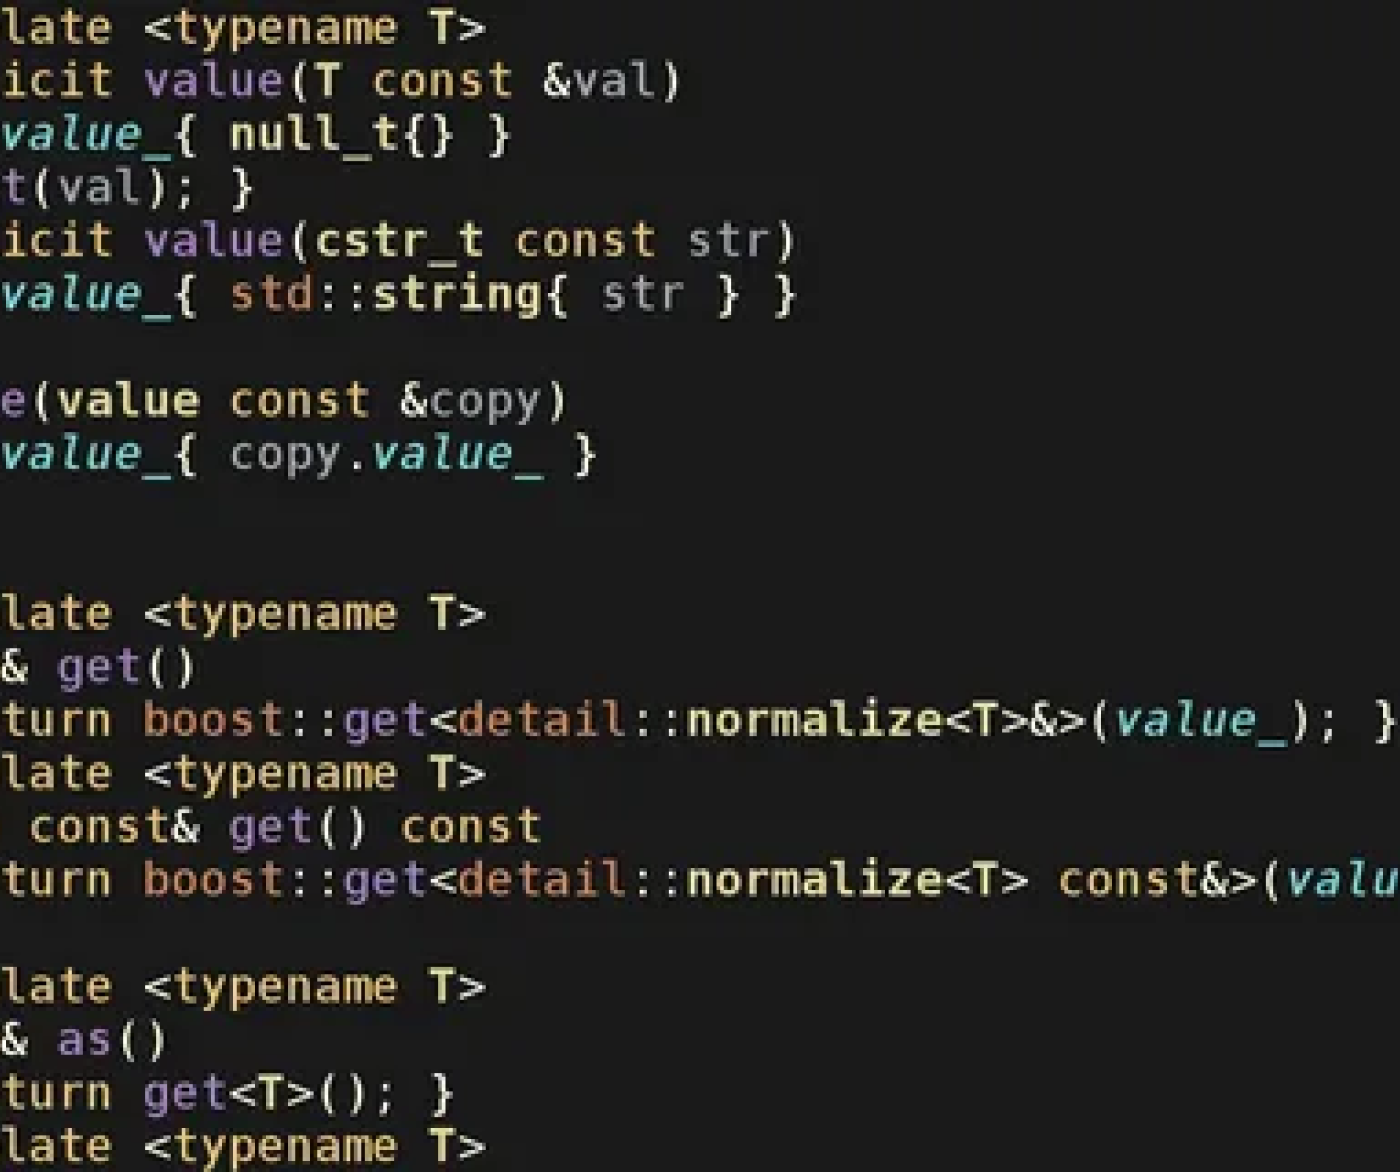 late <typename T>
icit value(T const &val)
value_{ null_t{} }
t(val); }
icit value(cstr_t const str)
value_{ std::string{ str } }
e(value const &copy)
value_{ copy.value_ }
late <typename T>
& get()
turn boost::get<detail::normalize<T>&>(value_); }
late <typename T>
const& get() const
turn boost::get<detail::normalize<T> const&>(valu
late <typename T>
& as()
turn get<T>(); }
late <typename T>